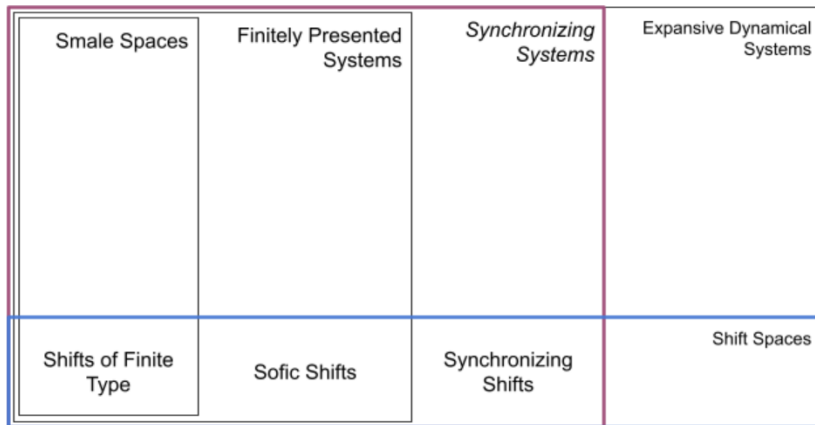 Smale Spaces
Finitely Presented
Systems
Synchronizing
Systems
Expansive Dynamical
Systems
Shifts of Finite
Type
Sofic Shifts
Synchronizing
Shifts
Shift Spaces